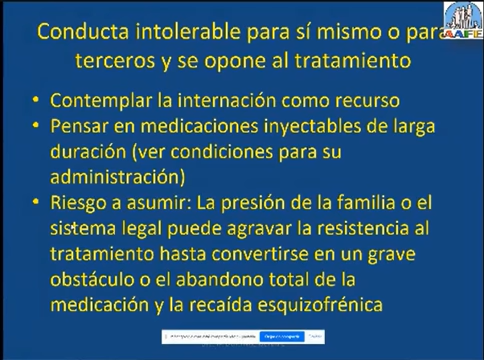 Conducta intolerable para sí mismo o para
terceros y se opone al tratamiento
AAFE
• Contemplar la internación como recurso
• Pensar en medicaciones inyectables de larga
duración (ver condiciones para su
administración)
• Riesgo a asumir: La presión de la familia o el
sistema legal puede agravar la resistencia al
tratamiento hasta convertirse en un grave
obstáculo o el abandono total de la
medicación y la recaída esquizofrénica